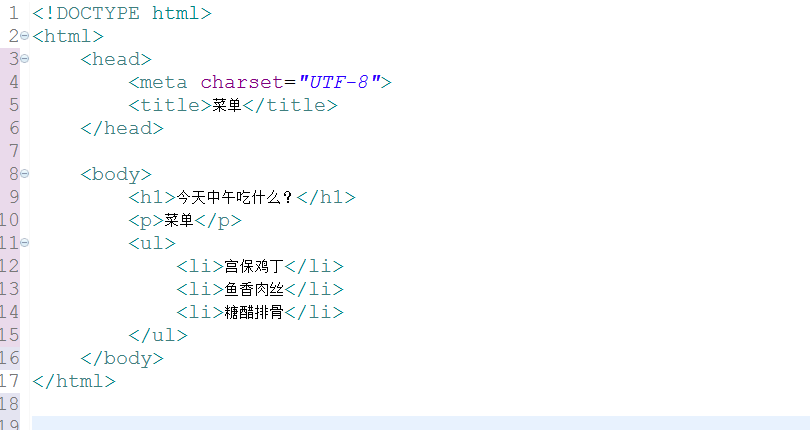 1 <!DOCTYPE html>
2 <html>
3 <head>
4 <meta charset="UTF-8">
5 <title>菜单</title>
6 </head>
7
8 <body>
9 <h1>今天中午吃什么？</h1>
10 <p>菜单</p>
11 <ul>
12 <li>宫保鸡丁</li>
13 <li>鱼香肉丝</li>
14 <li>糖醋排骨</li>
15 </ul>
16 </body>
17 </html>
18
19